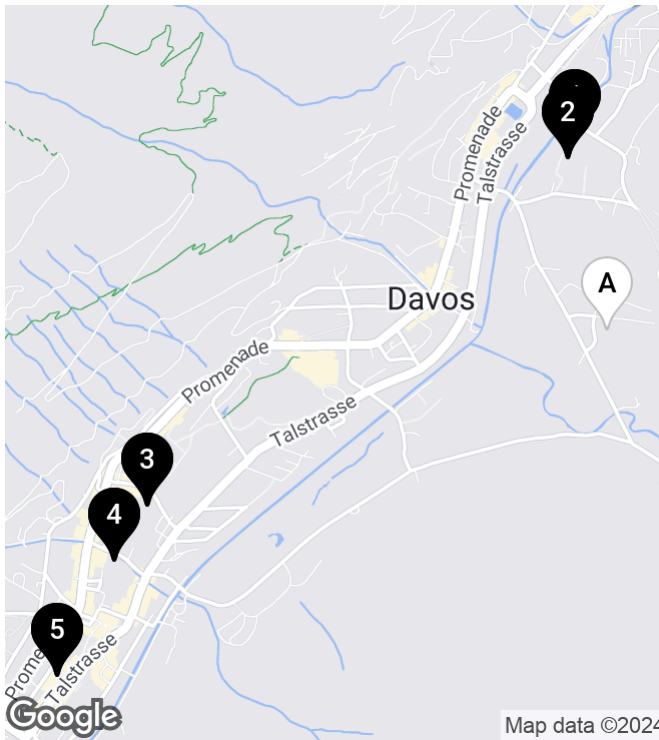 2
Promenade
Talstrasse
A
Davos
Promenade
Talstrasse
3
4
5
Prome
Talstrasse
Google
Map data ©2024